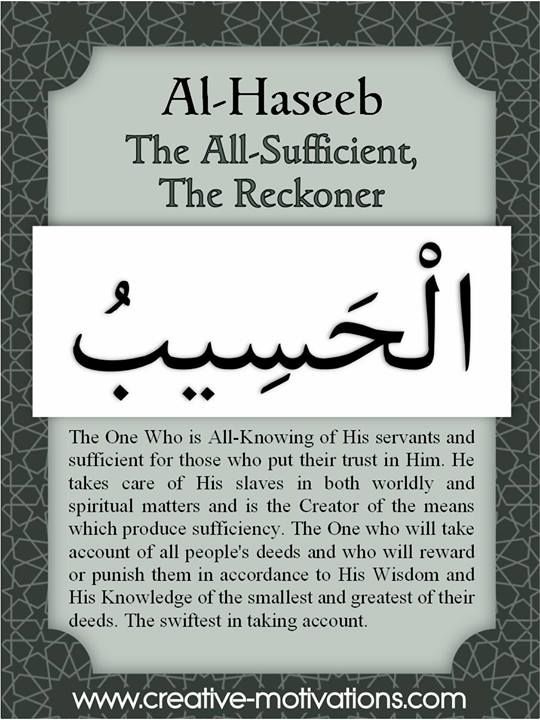 Al-Haseeb
The All-Sufficient,
The Reckoner
الْحَسِيبُ
The One Who is All-Knowing of His servants and
sufficient for those who put their trust in Him. He
takes care of His slaves in both worldly and
spiritual matters and is the Creator of the means
which produce sufficiency. The One who will take
account of all people's deeds and who will reward
or punish them in accordance to His Wisdom and
His Knowledge of the smallest and greatest of their
deeds. The swiftest in taking account.
www.creative-motivations.com